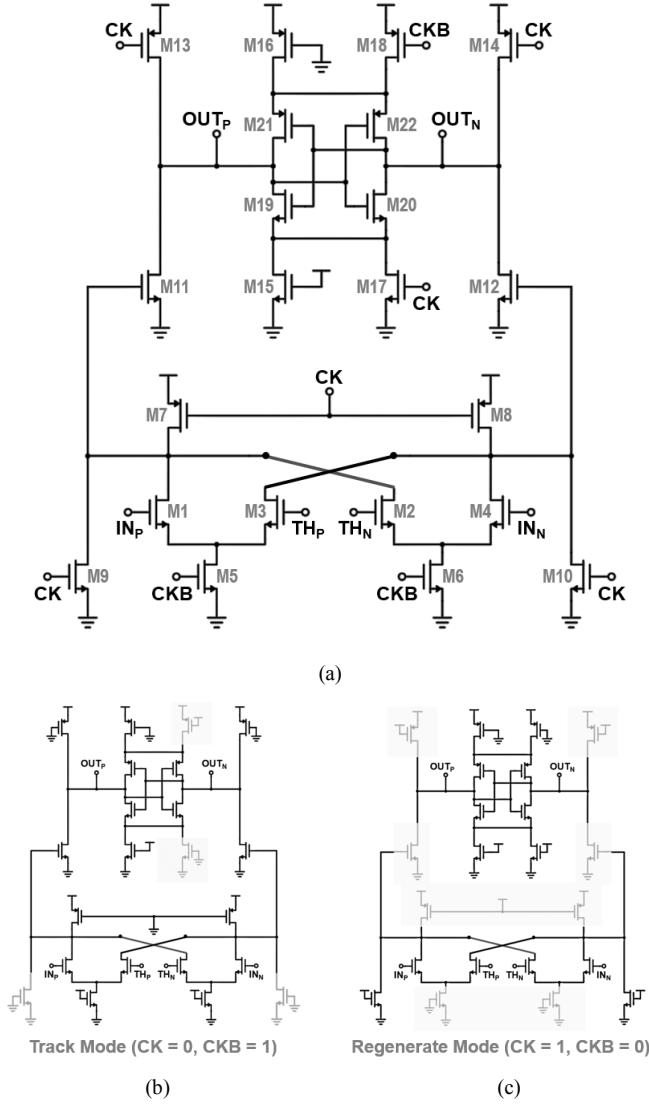 CK M13 M16 M18 CKB M14 CK
OUTP M21 M22 OUTN
M19 M20
M11 M15 M17 CK M12
CK
M7 M8
M1 M3 M2 M4
INP THP THN INN
M9 M5 M6 M10
CK CKB CKB CK
(a)
OUTP OUTN OUTP OUTN
INP THP THN INN INP THP THN INN
Track Mode (CK = 0, CKB = 1) Regenerate Mode (CK = 1, CKB = 0)
(b) (c)